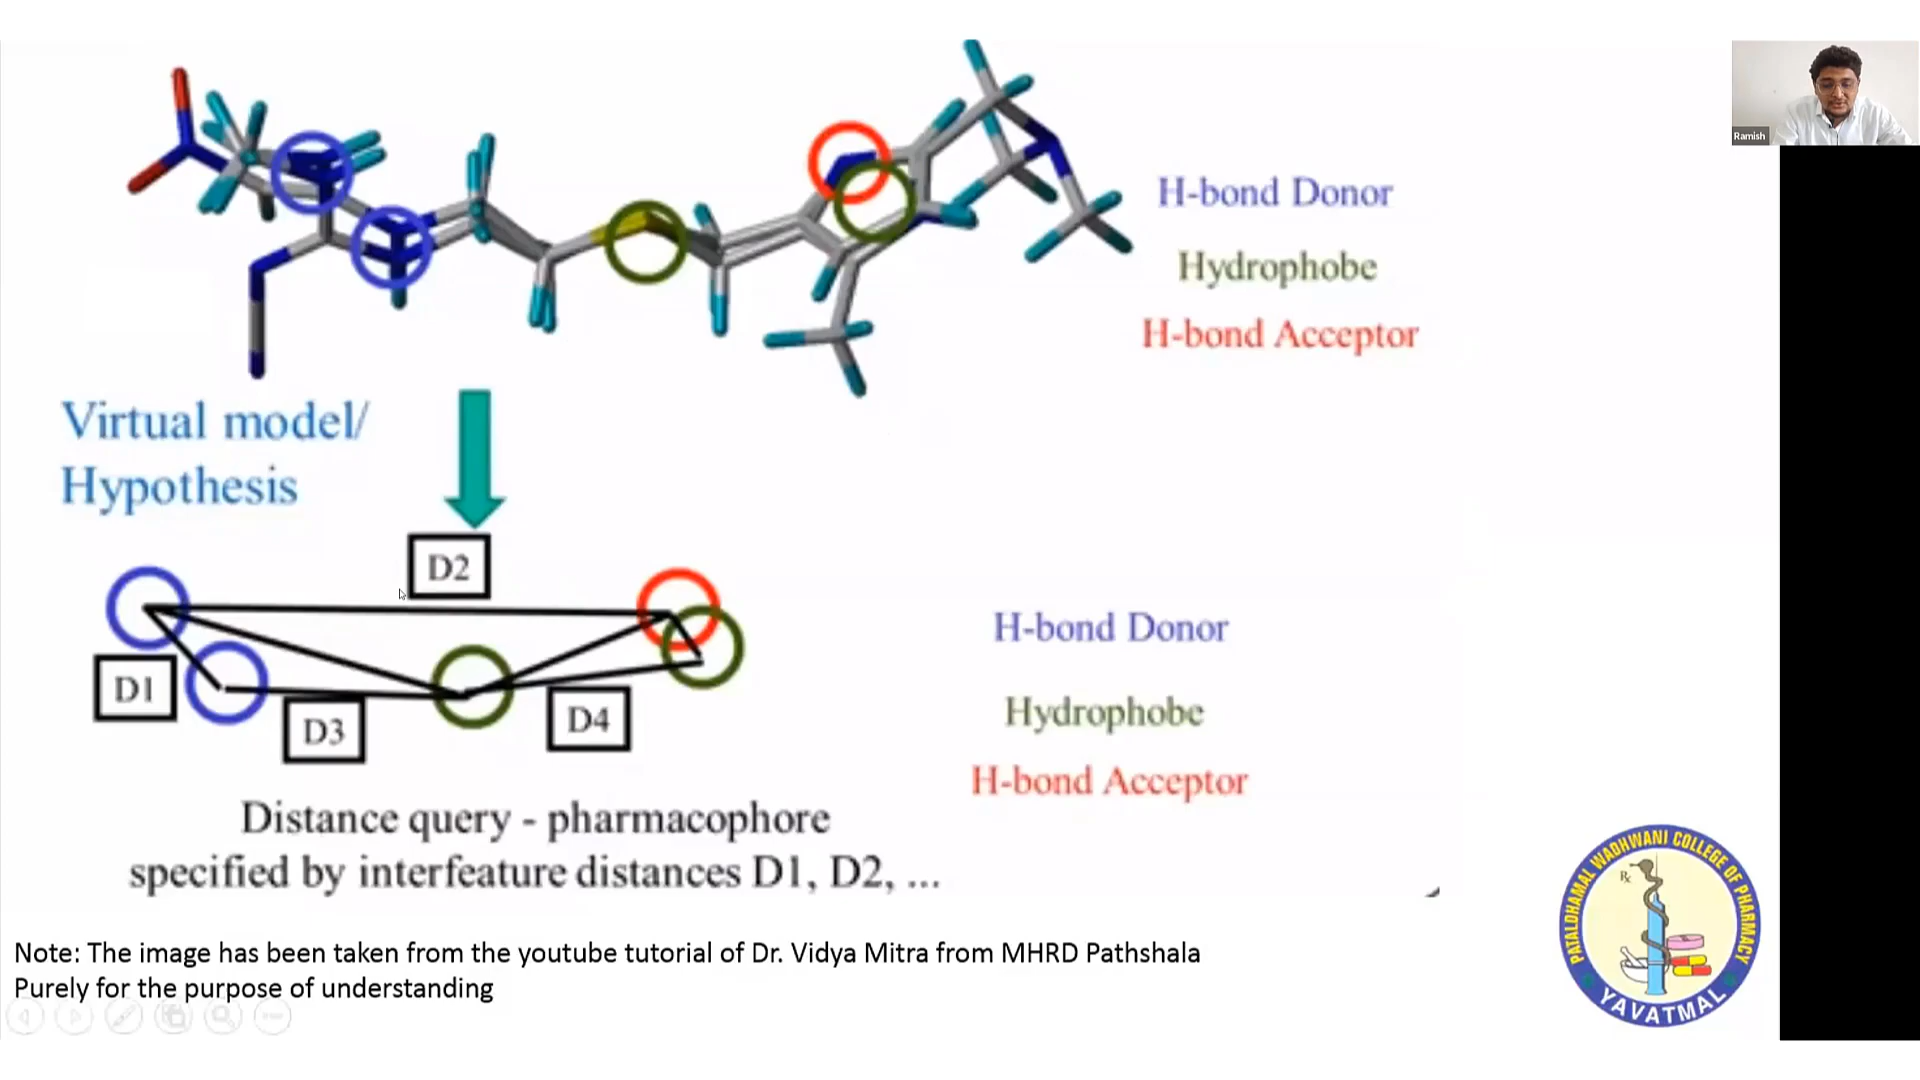 Ramish
H-bond Donor
Hydrophobe
H-bond Acceptor
Virtual model/
Hypothesis
D2
D1
D3
D4
H-bond Donor
Hydrophobe
H-bond Acceptor
Distance query - pharmacophore
specified by interfeature distances D1, D2, ...
PATALDHAMAL WADHWANI COLLEGE OF PHARMACY
Rx
YAVATMAL
Note: The image has been taken from the youtube tutorial of Dr. Vidya Mitra from MHRD Pathshala
Purely for the purpose of understanding